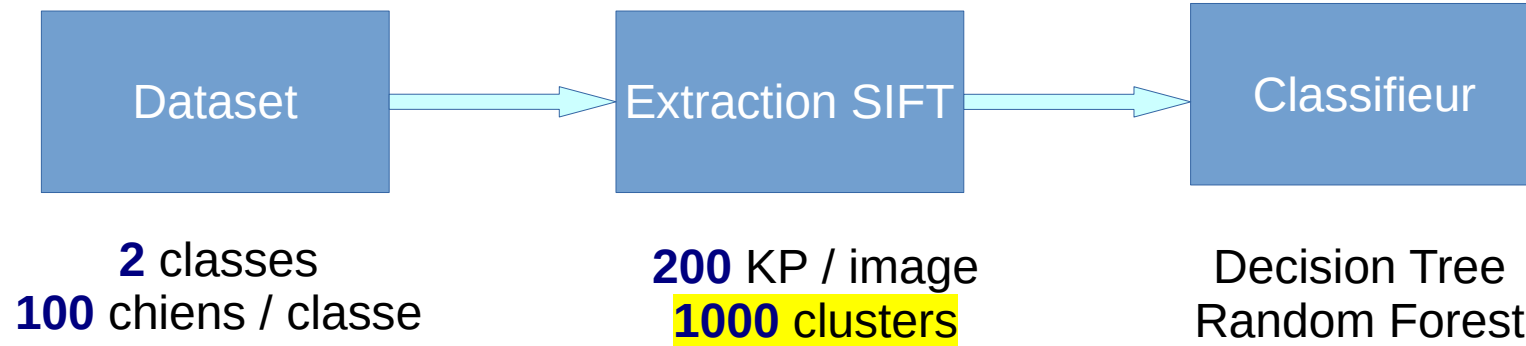 Dataset
Extraction SIFT
Classifieur
2 classes
100 chiens / classe
200 KP / image
1000 clusters
Decision Tree
Random Forest